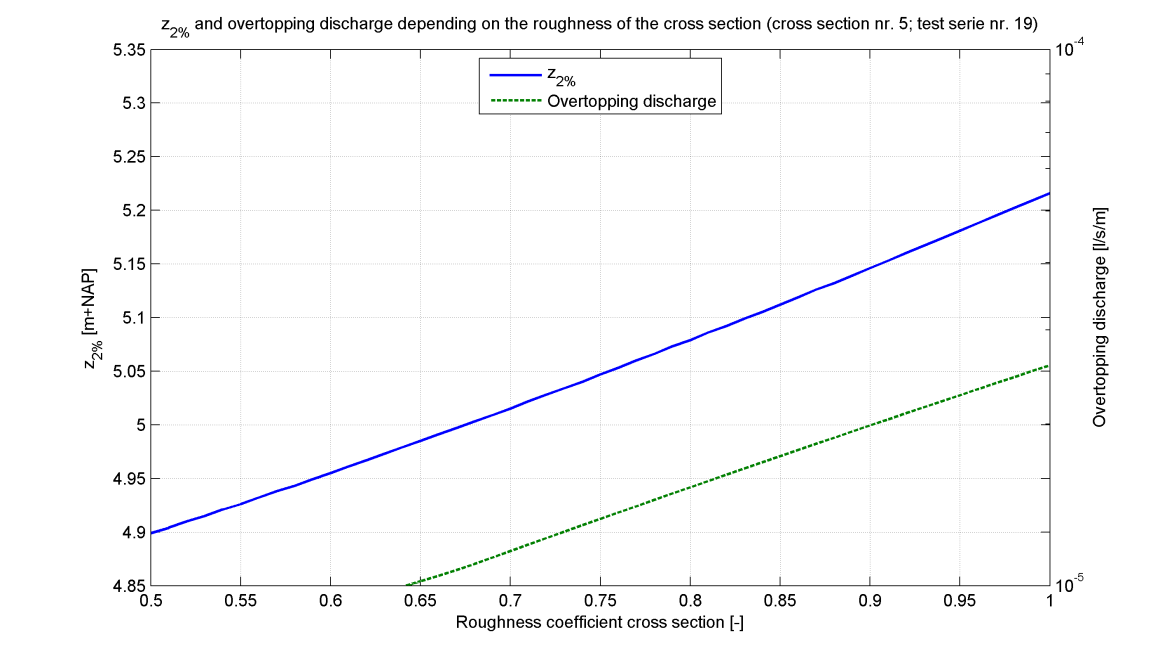 z2% and overtopping discharge depending on the roughness of the cross section (cross section nr. 5; test serie nr. 19)
z2%
Overtopping discharge
5.35
5.3
5.25
5.2
5.15
5.1
5.05
5
4.95
4.9
4.85
z2% [m+NAP]
10-4
10-5
Overtopping discharge [l/s/m]
0.5 0.55 0.6 0.65 0.7 0.75 0.8 0.85 0.9 0.95 1
Roughness coefficient cross section [-]